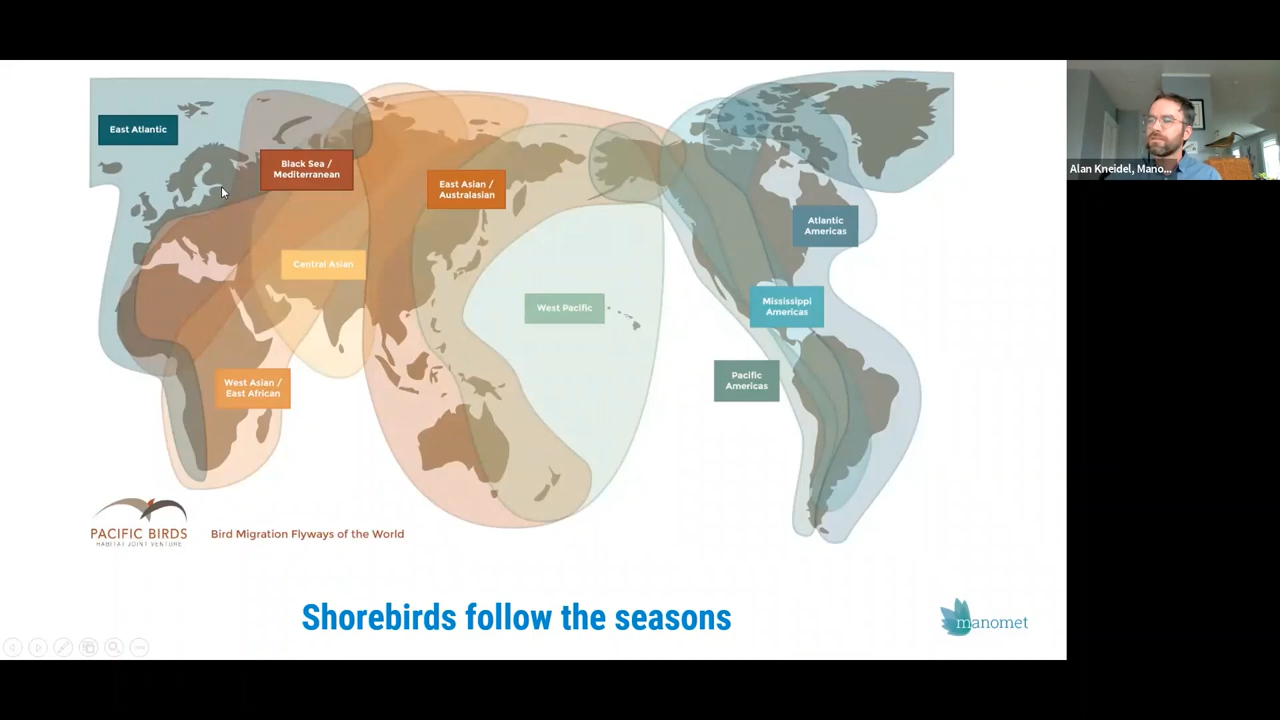 East Atlantic
Black Sea /
Mediterranean
East Asian /
Australasian
Central Asian
West Pacific
West Asian /
East African
Atlantic
Americas
Mississippi
Americas
Pacific
Americas
PACIFIC BIRDS
HABITAT JOINT VENTURE
Bird Migration Flyways of the World
Shorebirds follow the seasons
manomet
Alan Kneidel, Mano...